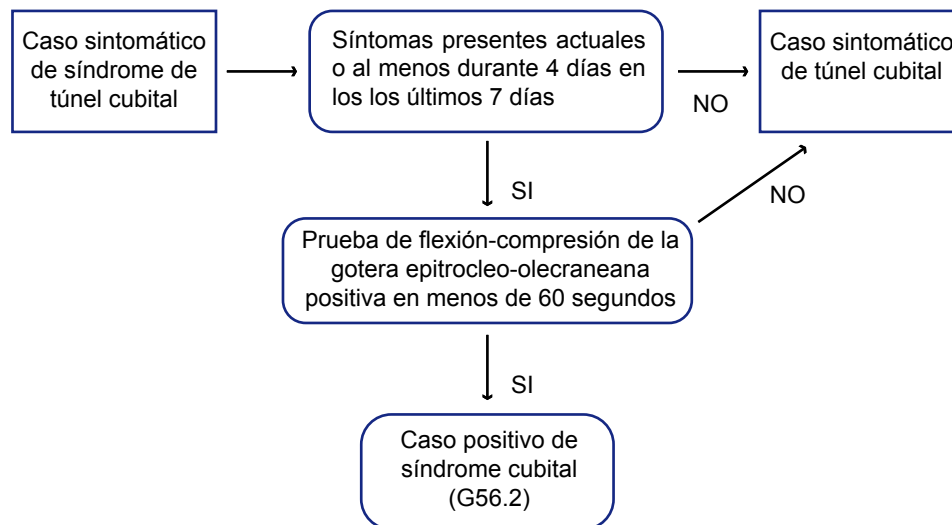 Caso sintomático
de síndrome de
túnel cubital
Síntomas presentes actuales
o al menos durante 4 días en
los los últimos 7 días
NO
Caso sintomático
de túnel cubital
SI
NO
Prueba de flexión-compresión de la
gotera epitrocleo-olecraneana
positiva en menos de 60 segundos
SI
Caso positivo de
síndrome cubital
(G56.2)